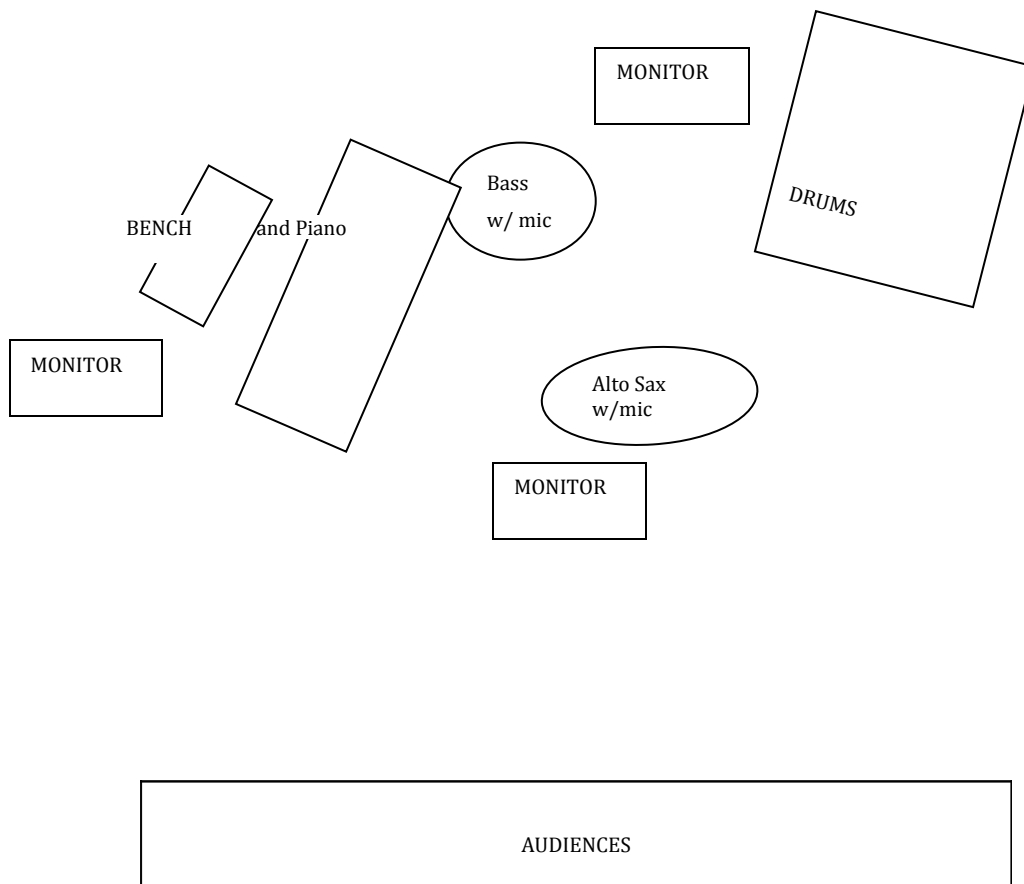 MONITOR
Bass
w/ mic
DRUMS
BENCH and Piano
MONITOR
Alto Sax
w/mic
MONITOR
AUDIENCES